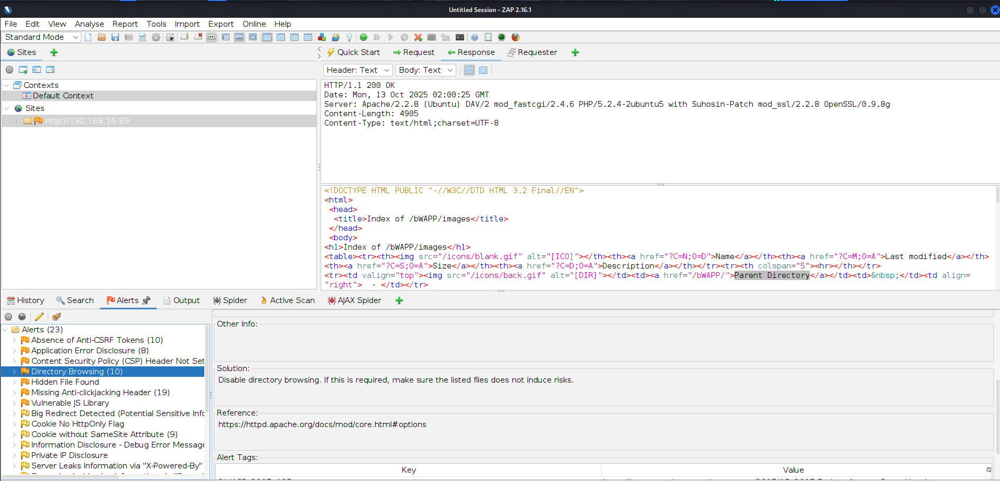 Untitled Session - ZAP 2.16.1
File Edit View Analyse Report Tools Import Export Online Help
Standard Mode
Sites
Quick Start Request Response Requester
Header: Text Body: Text
Contexts
Default Context
Sites
http://192.168.16.89
HTTP/1.1 200 OK
Date: Mon, 13 Oct 2025 02:00:25 GMT
Server: Apache/2.2.8 (Ubuntu) DAV/2 mod_fastcgi/2.4.6 PHP/5.2.4-2ubuntu5 with Suhosin-Patch mod_ssl/2.2.8 OpenSSL/0.9.8g
Content-Length: 4905
Content-Type: text/html;charset=UTF-8
<!DOCTYPE HTML PUBLIC "-//W3C//DTD HTML 3.2 Final//EN">
<html>
<head>
<title>Index of /bWAPP/images</title>
</head>
<body>
<h1>Index of /bWAPP/images</h1>
<table><tr><th><img src="/icons/blank.gif" alt="[ICO]"></th><th><a href="?C=N;O=D">Name</a></th><th><a href="?C=M;O=A">Last modified</a></th>
<th><a href="?C=S;O=A">Size</a></th><th><a href="?C=D;O=A">Description</a></th></tr><tr><th colspan="5"><hr></th></tr>
<tr><td valign="top"><img src="/icons/back.gif" alt="[DIR]"></td><td><a href="/bWAPP/">Parent Directory</a></td><td>&nbsp;</td><td align=
"right">  - </td></tr>
History Search Alerts Output Spider Active Scan AJAX Spider
Alerts (23)
Absence of Anti-CSRF Tokens (10)
Application Error Disclosure (8)
Content Security Policy (CSP) Header Not Set
Directory Browsing (10)
Hidden File Found
Missing Anti-clickjacking Header (19)
Vulnerable JS Library
Big Redirect Detected (Potential Sensitive Info
Cookie No HttpOnly Flag
Cookie without SameSite Attribute (9)
Information Disclosure - Debug Error Message
Private IP Disclosure
Server Leaks Information via "X-Powered-By"
Other Info:
Solution:
Disable directory browsing. If this is required, make sure the listed files does not induce risks.
Reference:
https://httpd.apache.org/docs/mod/core.html#options
Alert Tags:
Key Value